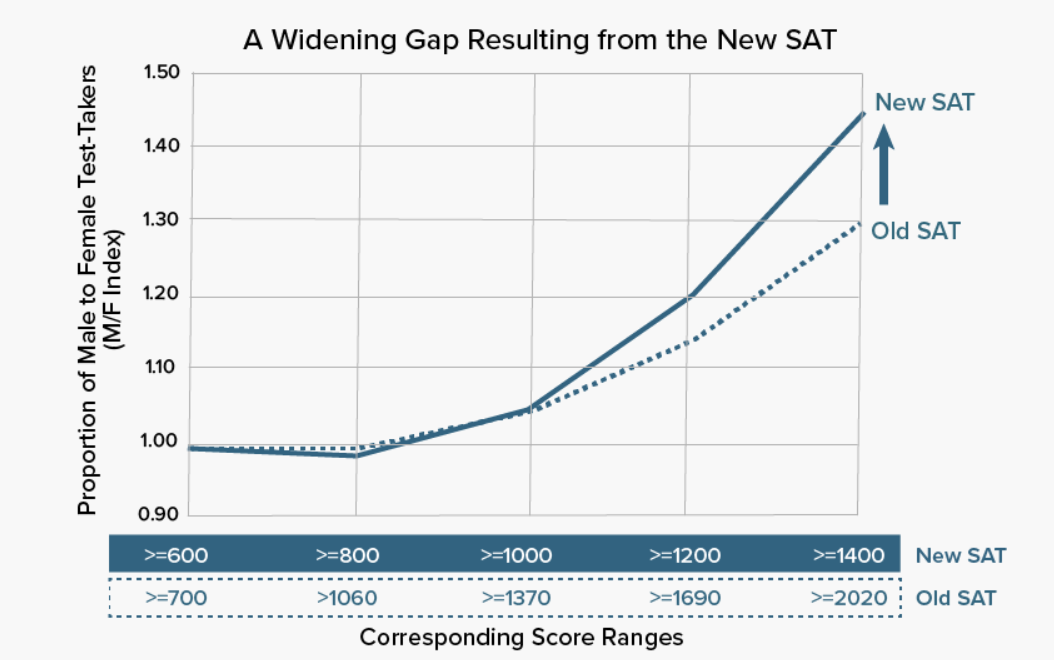 A Widening Gap Resulting from the New SAT
Proportion of Male to Female Test-Takers
(M/F Index)
1.50
1.40
1.30
1.20
1.10
1.00
0.90
New SAT
Old SAT
>=600 >=800 >=1000 >=1200 >=1400 New SAT
>=700 >1060 >=1370 >=1690 >=2020 Old SAT
Corresponding Score Ranges